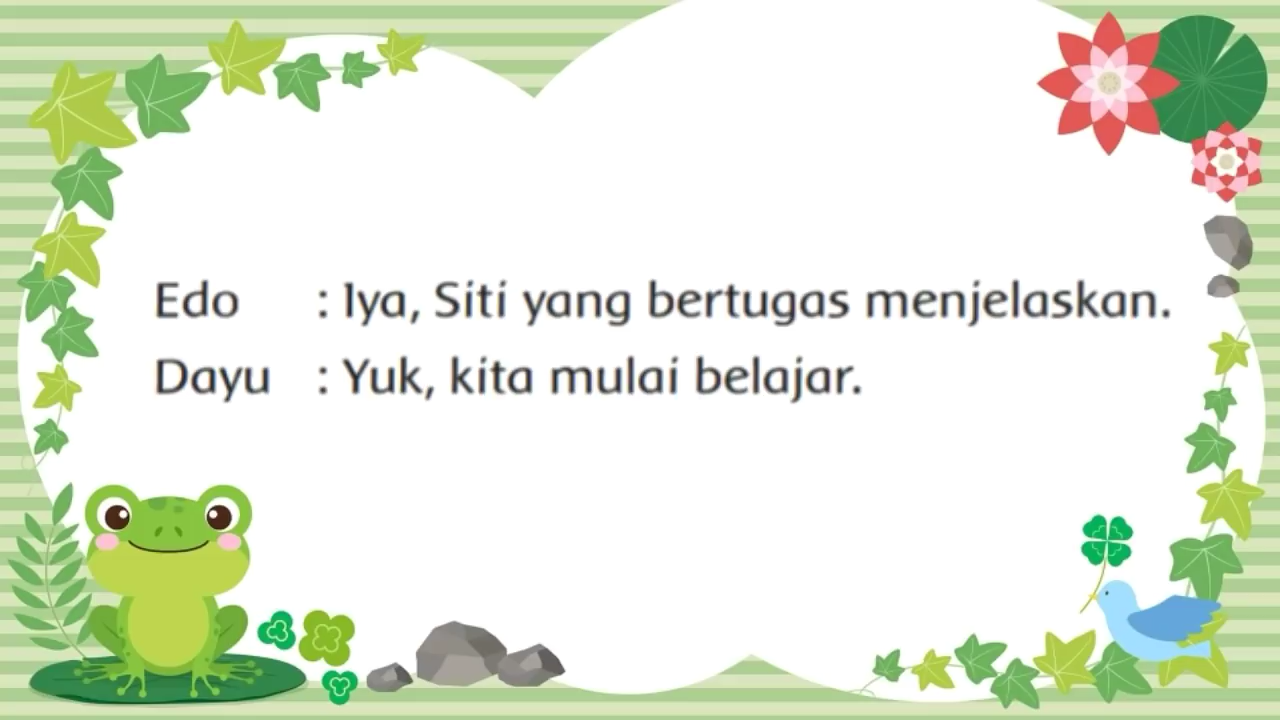 Edo : Iya, Siti yang bertugas menjelaskan.
Dayu : Yuk, kita mulai belajar.